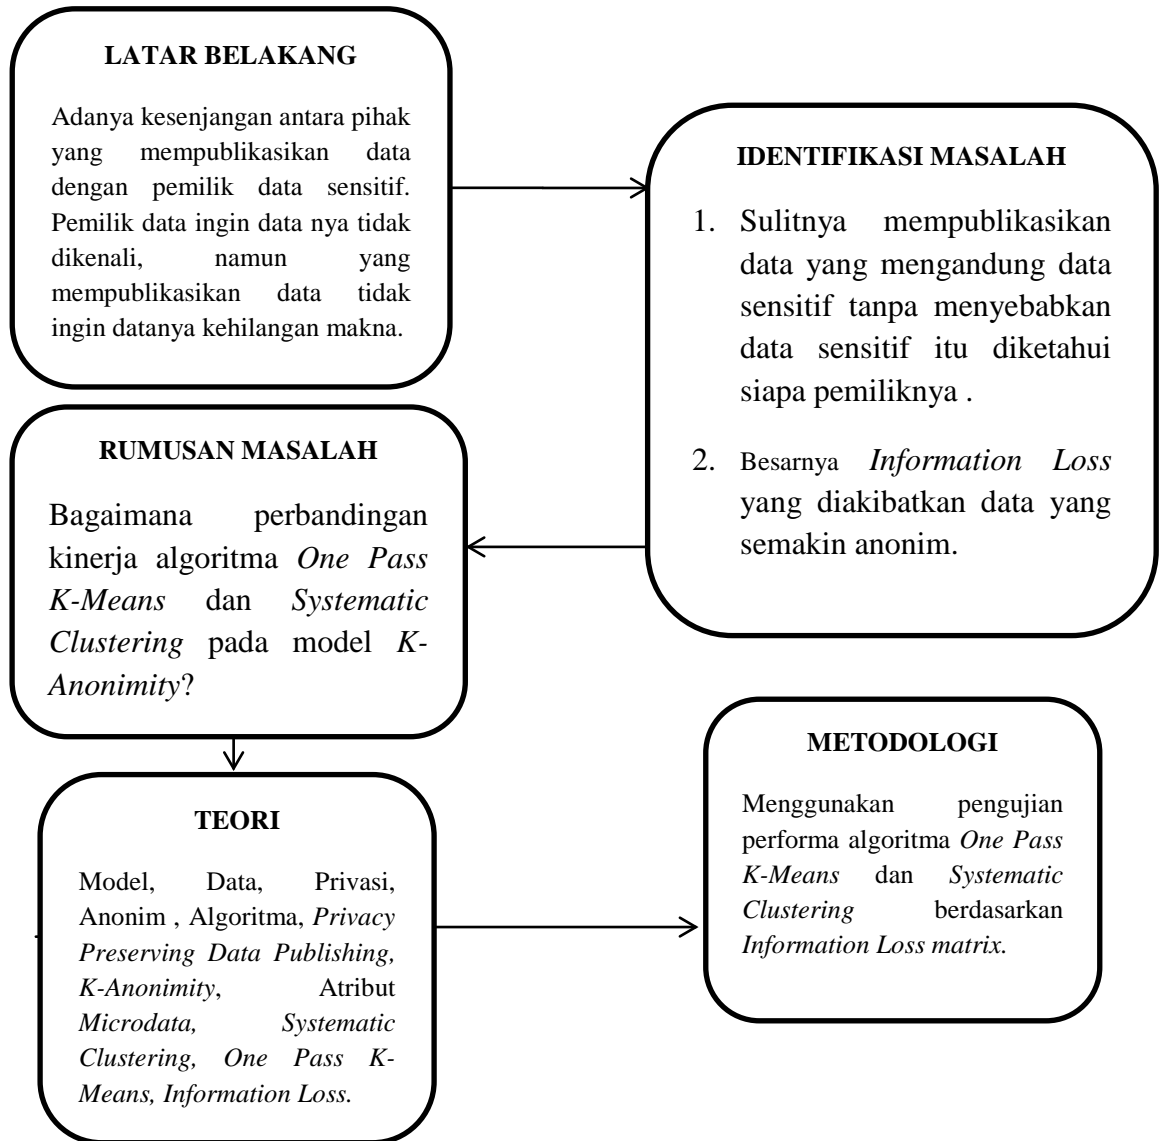 LATAR BELAKANG
Adanya kesenjangan antara pihak
yang mempublikasikan data
dengan pemilik data sensitif.
Pemilik data ingin data nya tidak
dikenali, namun yang
mempublikasikan data tidak
ingin datanya kehilangan makna.
IDENTIFIKASI MASALAH
1. Sulitnya mempublikasikan
data yang mengandung data
sensitif tanpa menyebabkan
data sensitif itu diketahui
siapa pemiliknya .
2. Besarnya Information Loss
yang diakibatkan data yang
semakin anonim.
RUMUSAN MASALAH
Bagaimana perbandingan
kinerja algoritma One Pass
K-Means dan Systematic
Clustering pada model K-
Anonimity?
TEORI
Model, Data, Privasi,
Anonim , Algoritma, Privacy
Preserving Data Publishing,
K-Anonimity, Atribut
Microdata, Systematic
Clustering, One Pass K-
Means, Information Loss.
METODOLOGI
Menggunakan pengujian
performa algoritma One Pass
K-Means dan Systematic
Clustering berdasarkan
Information Loss matrix.